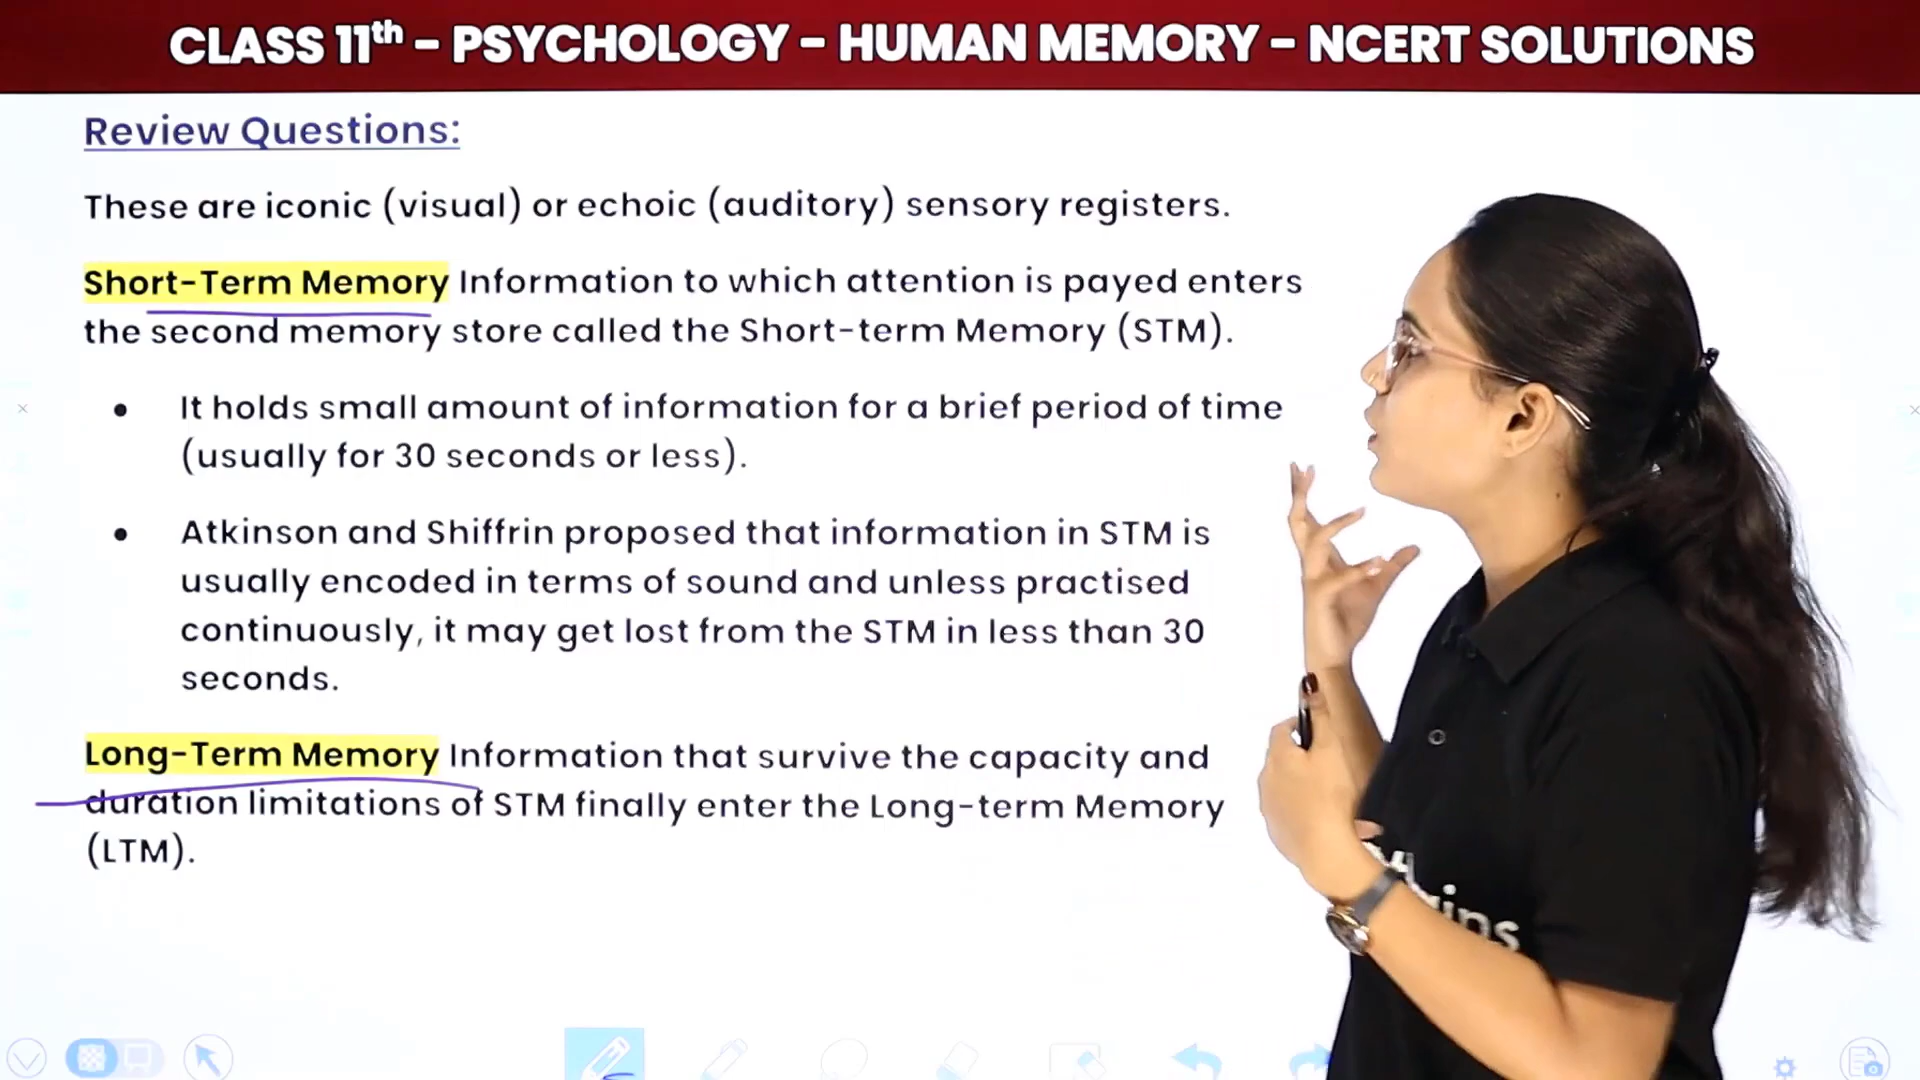 CLASS 11th – PSYCHOLOGY – HUMAN MEMORY – NCERT SOLUTIONS
Review Questions:
These are iconic (visual) or echoic (auditory) sensory registers.
Short-Term Memory Information to which attention is payed enters
the second memory store called the Short-term Memory (STM).
• It holds small amount of information for a brief period of time
(usually for 30 seconds or less).
• Atkinson and Shiffrin proposed that information in STM is
usually encoded in terms of sound and unless practised
continuously, it may get lost from the STM in less than 30
seconds.
Long-Term Memory Information that survive the capacity and
duration limitations of STM finally enter the Long-term Memory
(LTM).